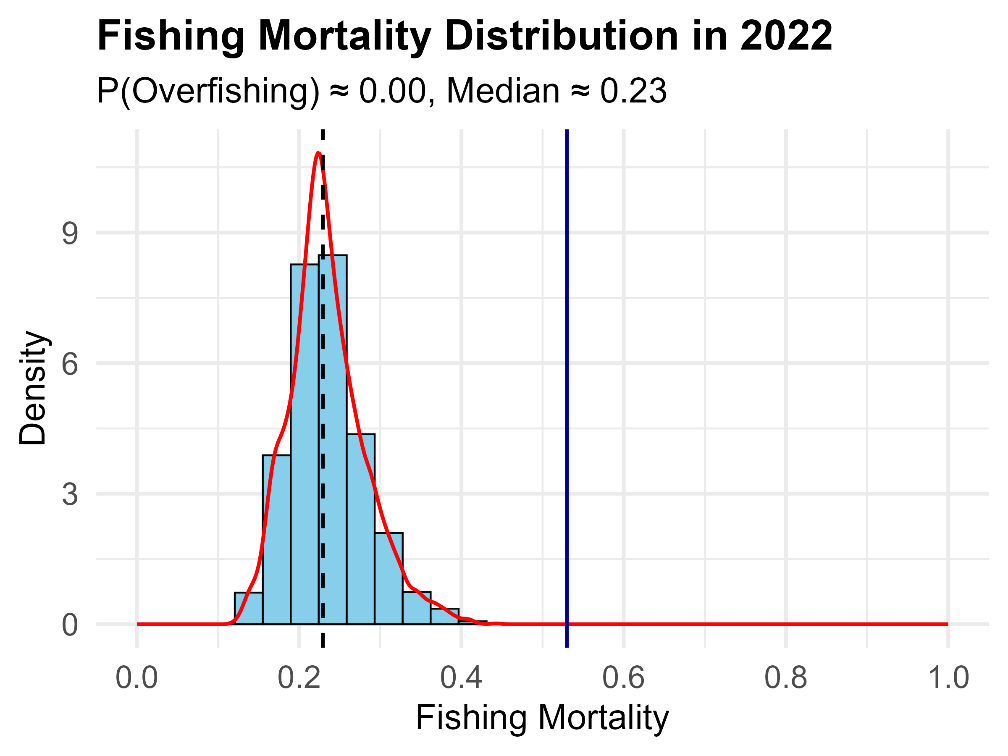 Fishing Mortality Distribution in 2022
P(Overfishing) ≈ 0.00, Median ≈ 0.23
9
6
3
0
Density
0.0 0.2 0.4 0.6 0.8 1.0
Fishing Mortality